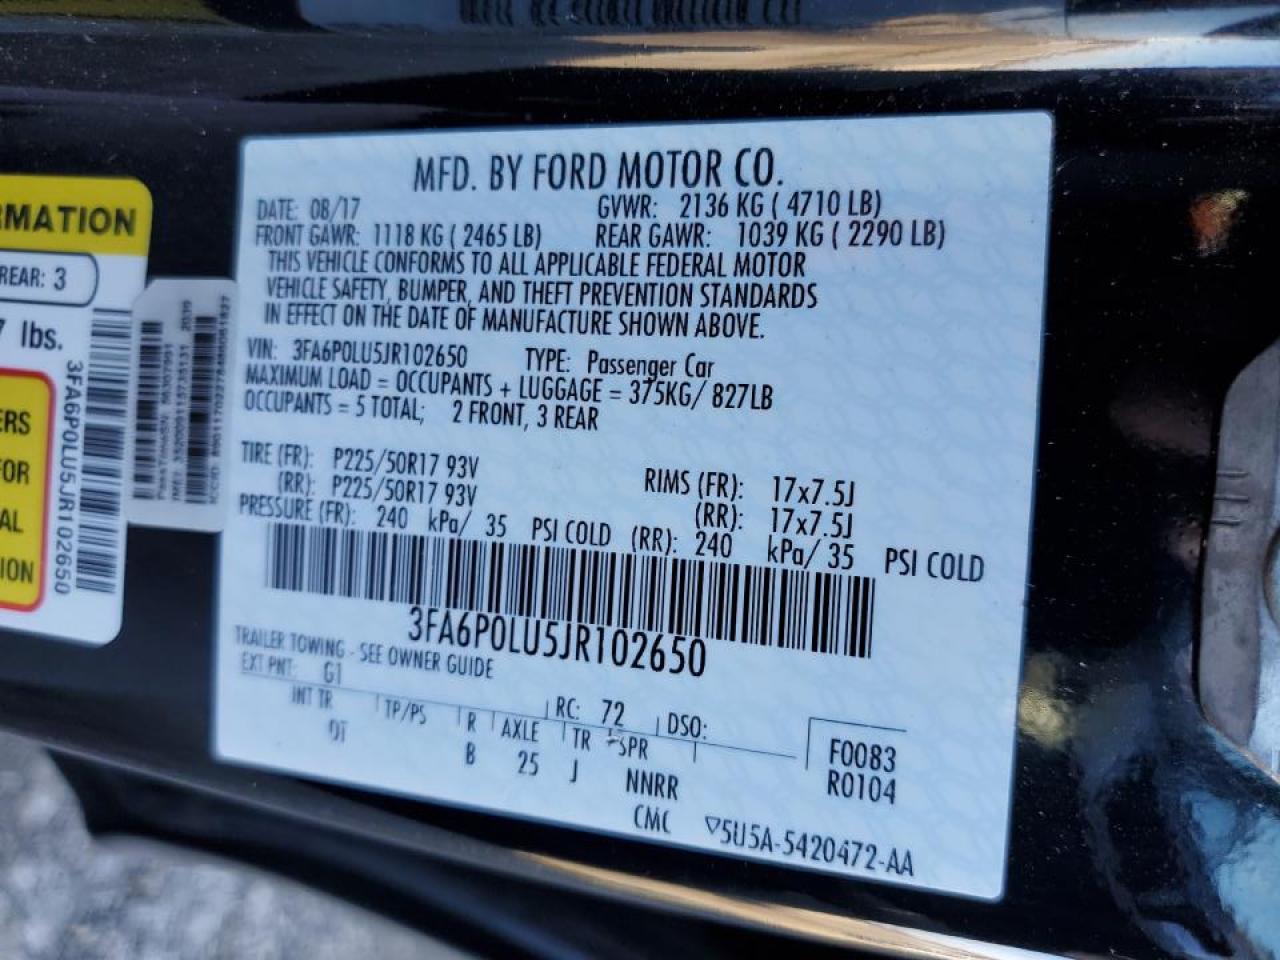 MFD. BY FORD MOTOR CO.
DATE: 08/17 GVWR: 2136 KG ( 4710 LB)
FRONT GAWR: 1118 KG ( 2465 LB) REAR GAWR: 1039 KG ( 2290 LB)
THIS VEHICLE CONFORMS TO ALL APPLICABLE FEDERAL MOTOR
VEHICLE SAFETY, BUMPER, AND THEFT PREVENTION STANDARDS
IN EFFECT ON THE DATE OF MANUFACTURE SHOWN ABOVE.
VIN: 3FA6P0LU5JR102650 TYPE: Passenger Car
MAXIMUM LOAD = OCCUPANTS + LUGGAGE = 375KG/ 827LB
OCCUPANTS = 5 TOTAL; 2 FRONT, 3 REAR
TIRE (FR): P225/50R17 93V RIMS (FR): 17x7.5J
(RR): P225/50R17 93V (RR): 17x7.5J
PRESSURE (FR): 240 kPa/ 35 PSI COLD (RR): 240 kPa/ 35 PSI COLD
3FA6P0LU5JR102650
TRAILER TOWING - SEE OWNER GUIDE
EXT PNT: G1 RC: 72 DSO:
INT TR TP/PS R AXLE TR SPR F0083
B 25 J NNRR R0104
CMC ▽5U5A-5420472-AA
RMATION
REAR: 3
7 lbs.
ERS
FOR
AL
ION
3FA6P0LU5JR102650